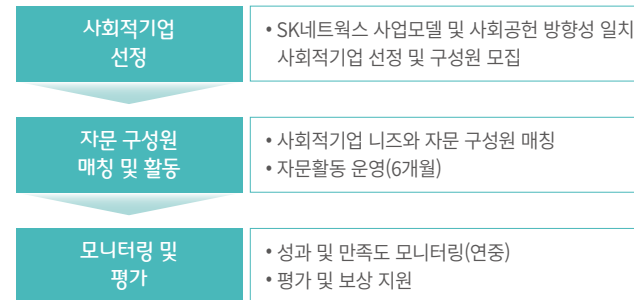 사회적기업
선정
• SK네트웍스 사업모델 및 사회공헌 방향성 일치
사회적기업 선정 및 구성원 모집
자문 구성원
매칭 및 활동
• 사회적기업 니즈와 자문 구성원 매칭
• 자문활동 운영(6개월)
모니터링 및
평가
• 성과 및 만족도 모니터링(연중)
• 평가 및 보상 지원